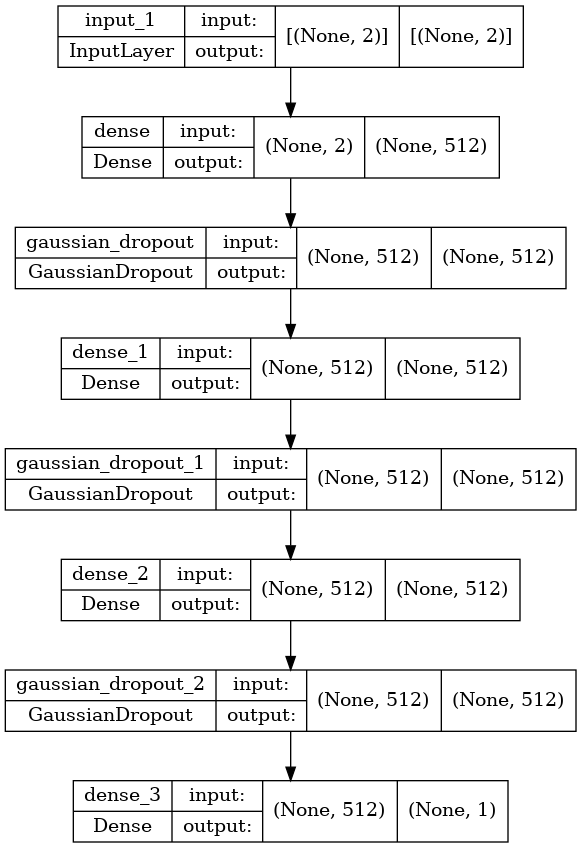 input_1 input: [(None, 2)] [(None, 2)]
InputLayer output:
dense input: (None, 2) (None, 512)
Dense output:
gaussian_dropout input: (None, 512) (None, 512)
GaussianDropout output:
dense_1 input: (None, 512) (None, 512)
Dense output:
gaussian_dropout_1 input: (None, 512) (None, 512)
GaussianDropout output:
dense_2 input: (None, 512) (None, 512)
Dense output:
gaussian_dropout_2 input: (None, 512) (None, 512)
GaussianDropout output:
dense_3 input: (None, 512) (None, 1)
Dense output: